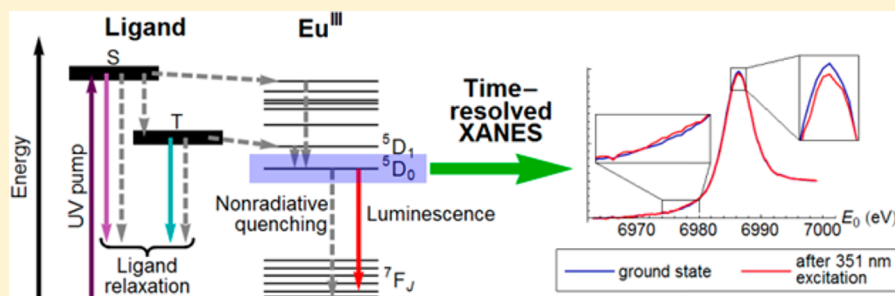 Ligand
Eu^III
S
T
Energy
UV pump
Ligand
relaxation
⁵D₁
⁵D₀
Nonradiative
quenching
Luminescence
⁷F_J
Time–
resolved
XANES
6970
6980
6990
7000
E₀ (eV)
ground state
after 351 nm
excitation